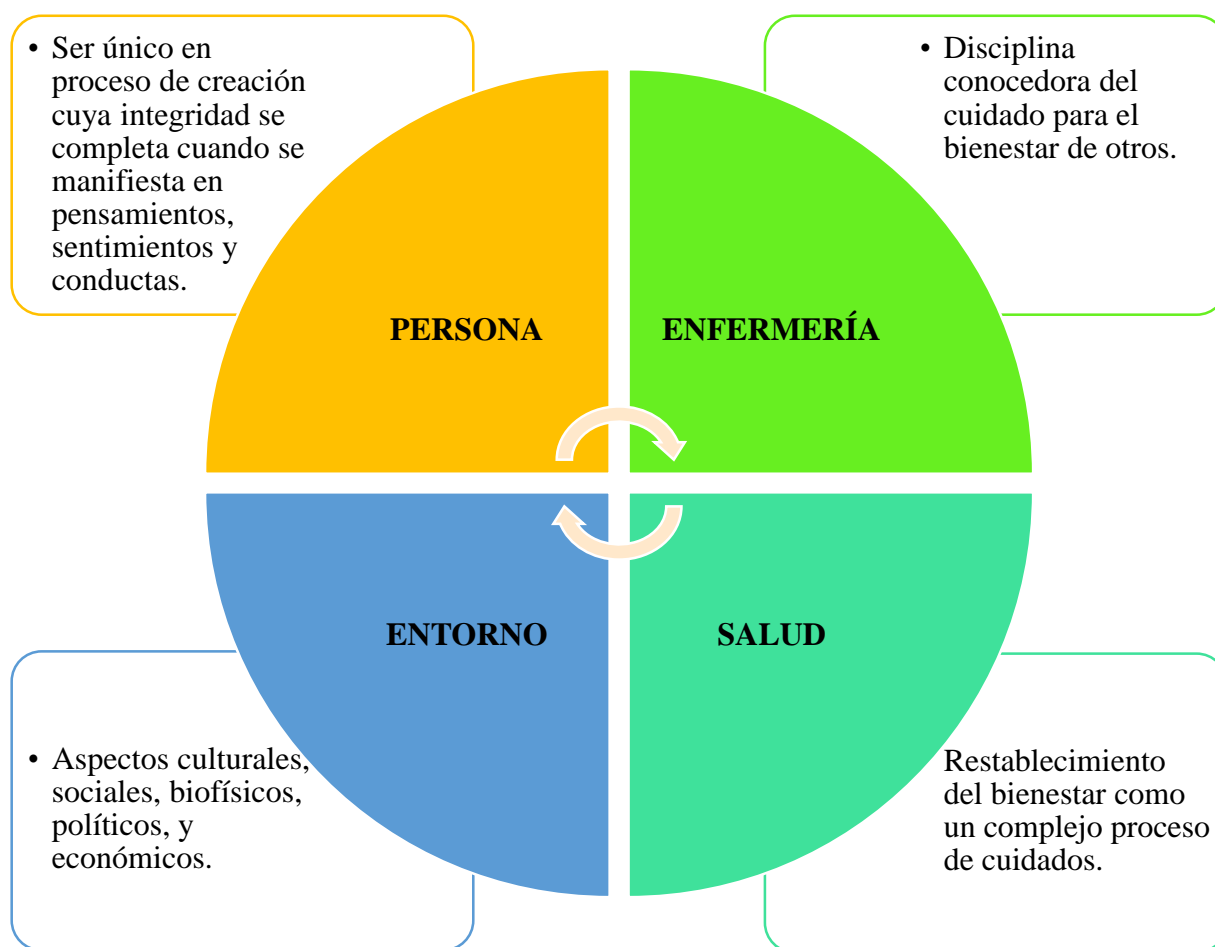 • Ser único en
proceso de creación
cuya integridad se
completa cuando se
manifiesta en
pensamientos,
sentimientos y
conductas.
• Disciplina
conocedora del
cuidado para el
bienestar de otros.
PERSONA
ENFERMERÍA
ENTORNO
SALUD
• Aspectos culturales,
sociales, biofísicos,
políticos, y
económicos.
Restablecimiento
del bienestar como
un complejo proceso
de cuidados.